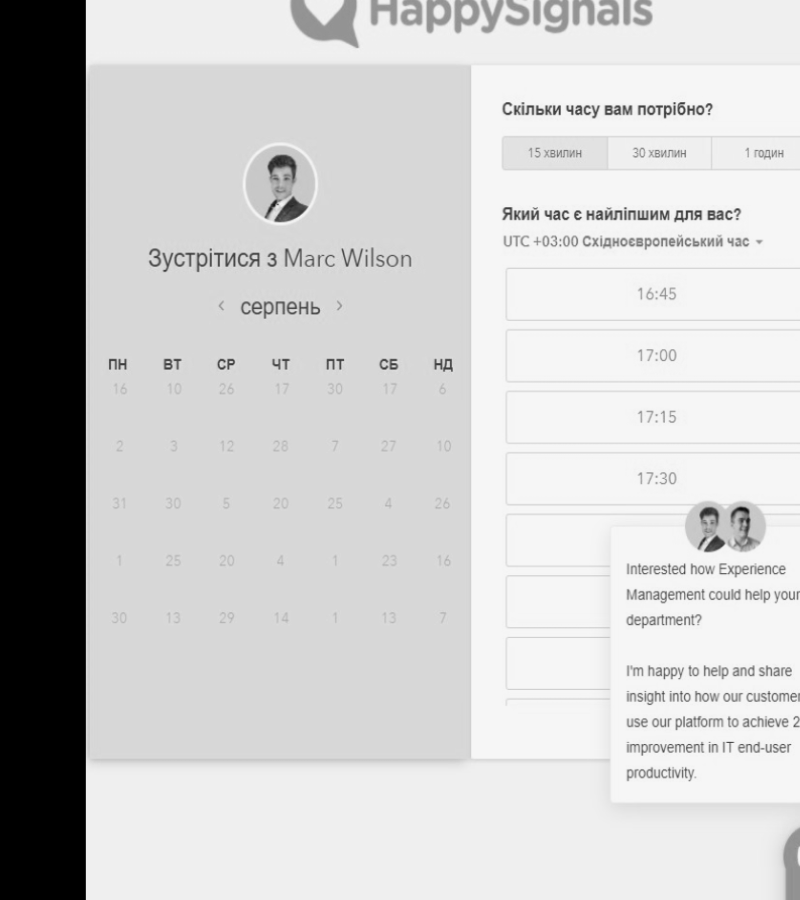 HappySignals
Зустрітися з Marc Wilson
‹ серпень ›
ПН ВТ СР ЧТ ПТ СБ НД
16 10 26 17 30 17 6
2 3 12 28 7 27 10
31 30 5 20 25 4 26
1 25 20 4 1 23 16
30 13 29 14 1 13 7
Скільки часу вам потрібно?
15 хвилин 30 хвилин 1 годин
Який час є найліпшим для вас?
UTC +03:00 Східноєвропейський час
16:45
17:00
17:15
17:30
Interested how Experience
Management could help your
department?
I'm happy to help and share
insight into how our customer
use our platform to achieve 2
improvement in IT end-user
productivity.